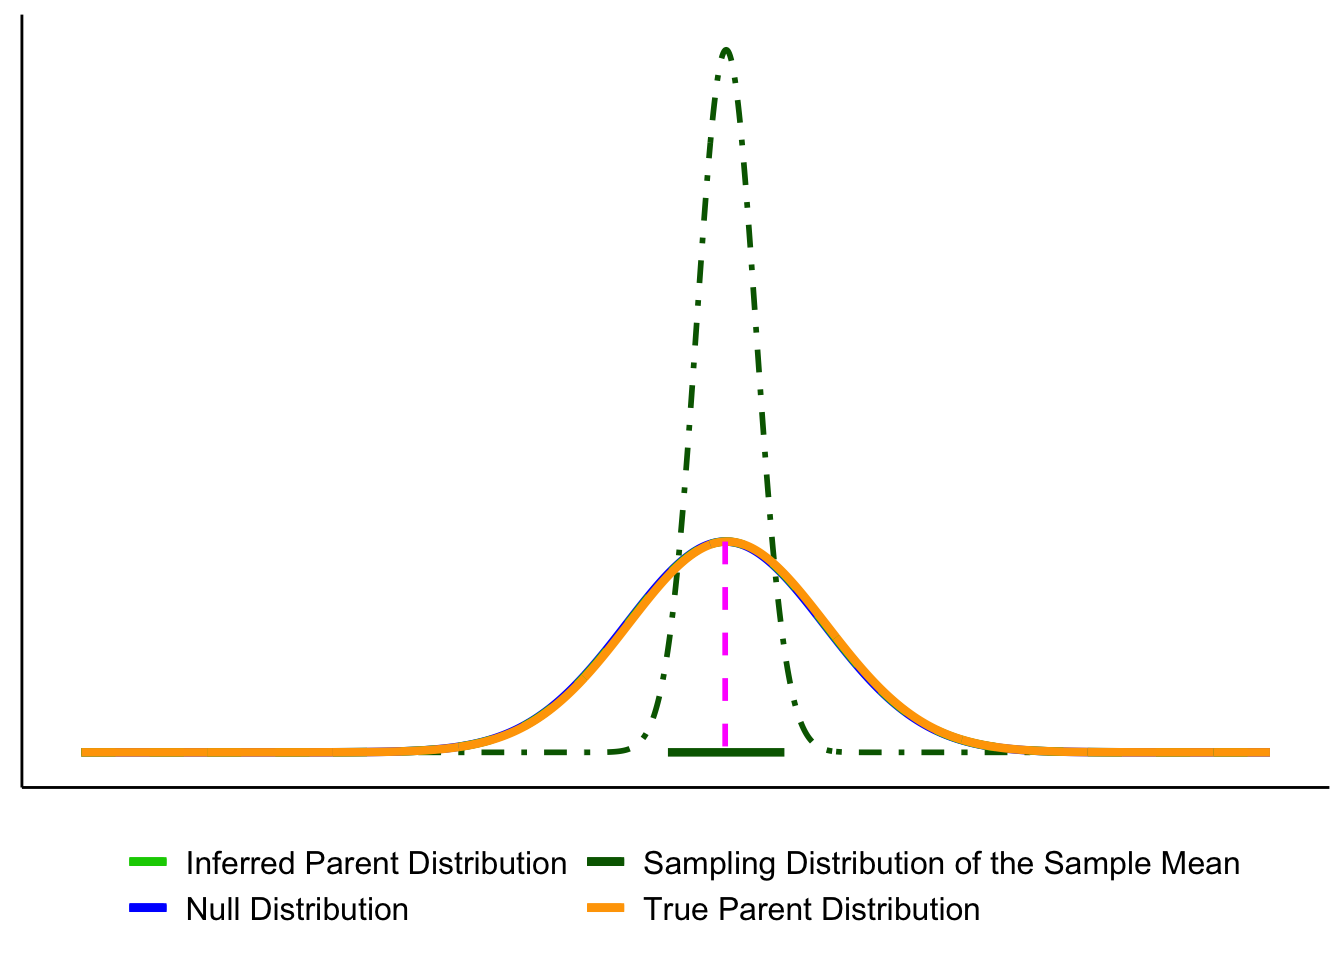 Inferred Parent Distribution
Sampling Distribution of the Sample Mean
Null Distribution
True Parent Distribution